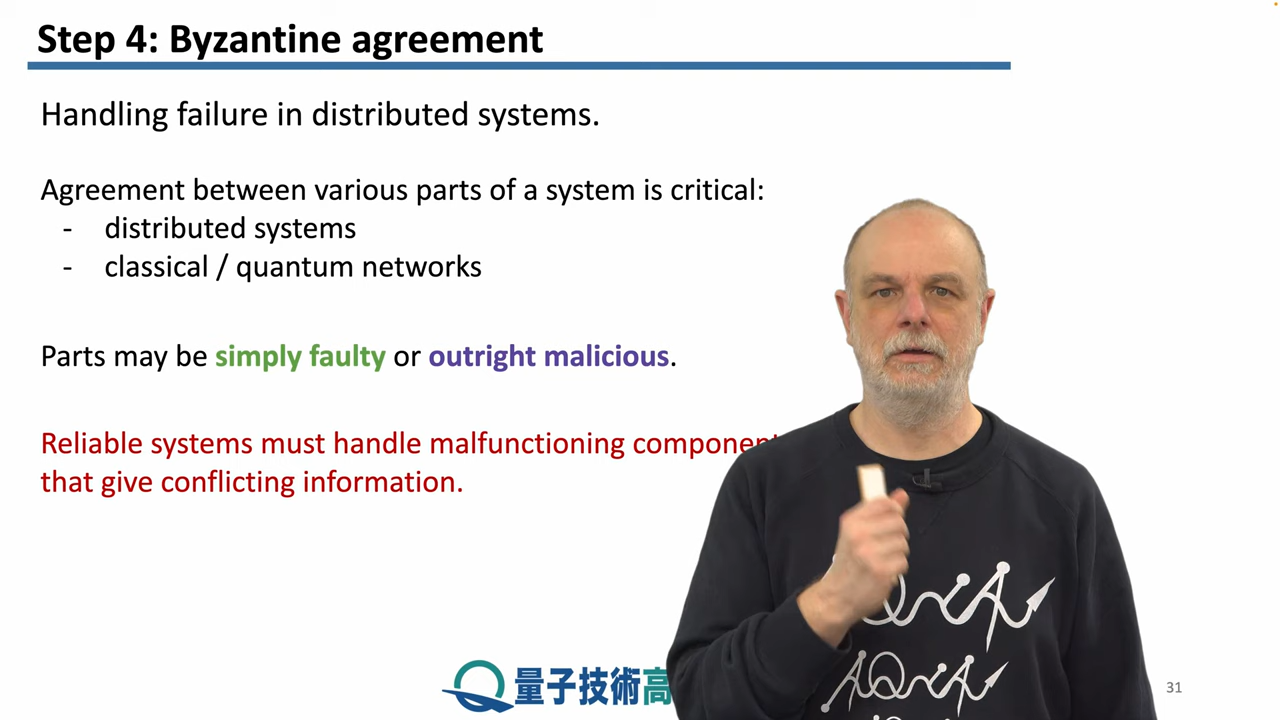 Step 4: Byzantine agreement
Handling failure in distributed systems.
Agreement between various parts of a system is critical:
- distributed systems
- classical / quantum networks
Parts may be simply faulty or outright malicious.
Reliable systems must handle malfunctioning
that give conflicting information.
量子技術高
31